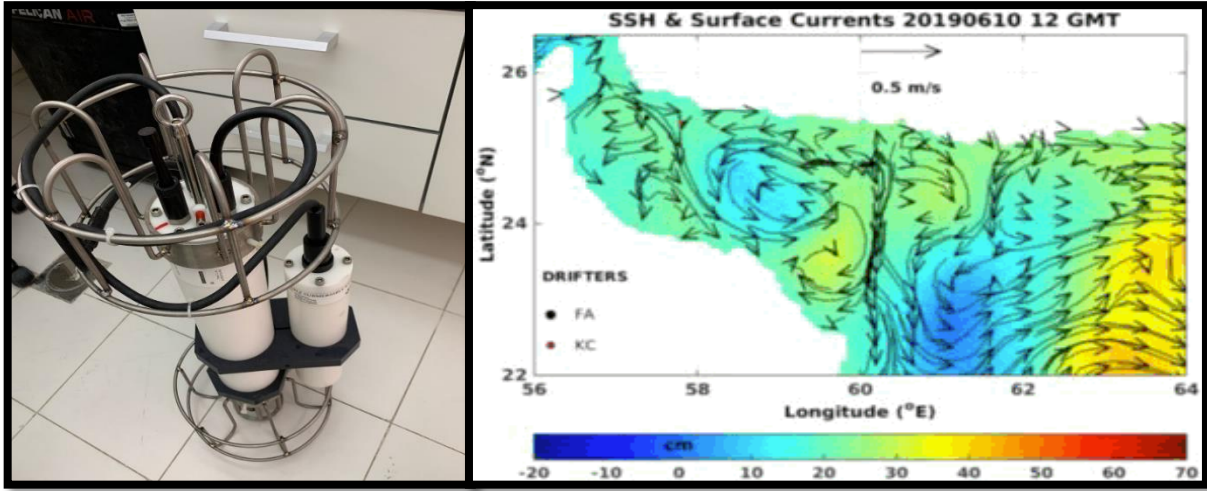 PELICAN AIR
SSH & Surface Currents 20190610 12 GMT
0.5 m/s
26
24
22
Latitude (°N)
DRIFTERS
FA
KC
56 58 60 62 64
Longitude (°E)
cm
-20 -10 0 10 20 30 40 50 60 70